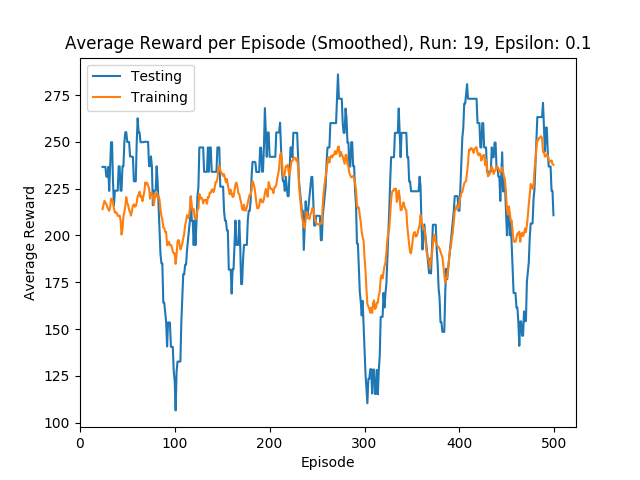 Average Reward per Episode (Smoothed), Run: 19, Epsilon: 0.1
Testing
Training
Average Reward
275
250
225
200
175
150
125
100
0 100 200 300 400 500
Episode